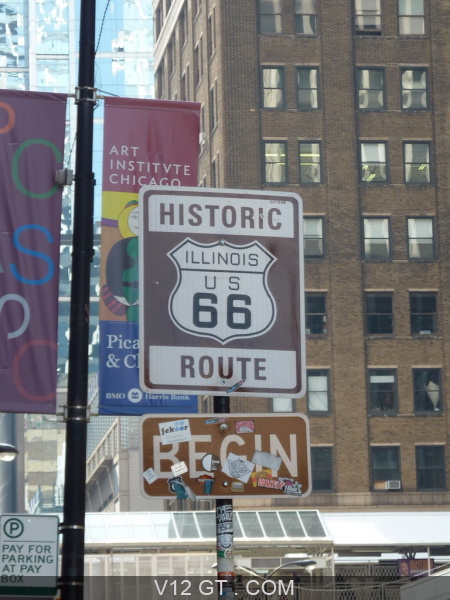 ART
INSTITVTE
CHICAGO
HISTORIC
ILLINOIS
U S
66
ROUTE
Pica
& Ch
BMO Harris Bank
BEGIN
P
PAY FOR
PARKING
AT PAY
BOX
V12 GT.COM